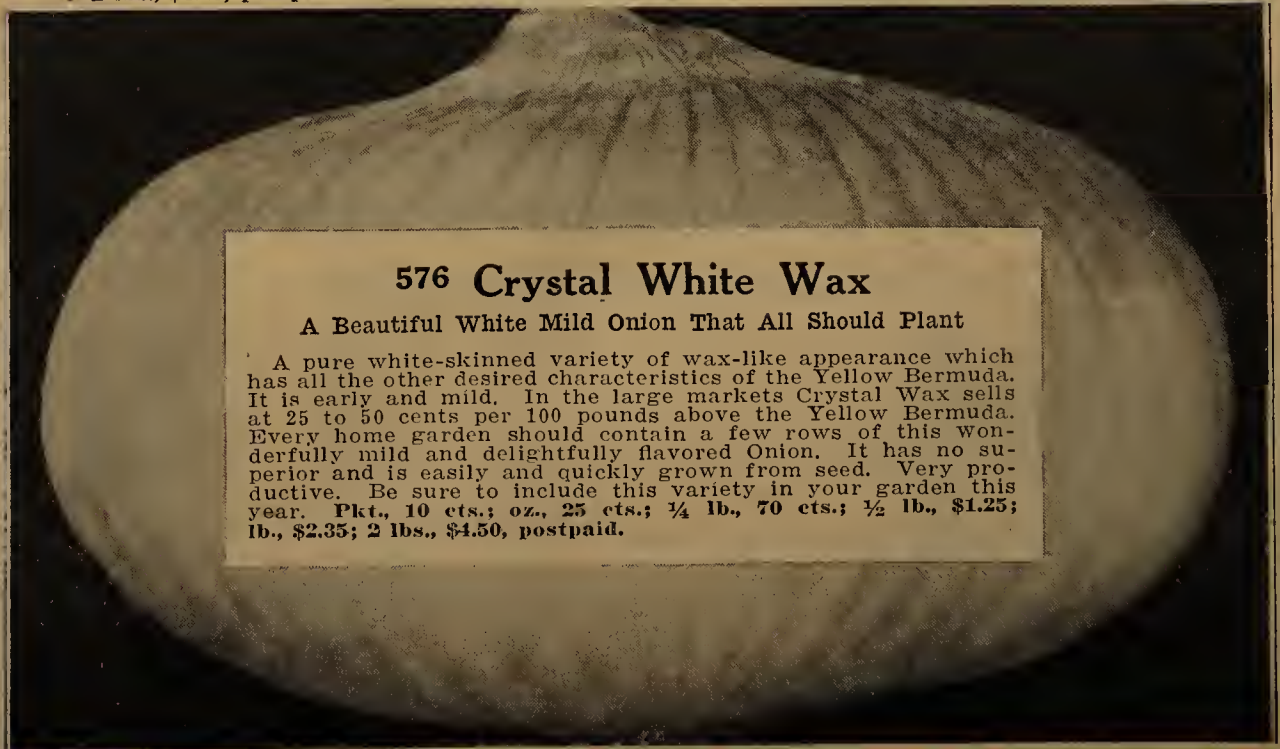 576 Crystal White Wax
A Beautiful White Mild Onion That All Should Plant
A pure white-skinned variety of wax-like appearance which
has all the other desired characteristics of the Yellow Bermuda.
It is early and mild. In the large markets Crystal Wax sells
at 25 to 50 cents per 100 pounds above the Yellow Bermuda.
Every home garden should contain a few rows of this won-
derfully mild and delightfully flavored Onion. It has no su-
perior and is easily and quickly grown from seed. Very pro-
ductive. Be sure to include this variety in your garden this
year. Pkt., 10 cts.; oz., 25 cts.; ¼ lb., 70 cts.; ½ lb., $1.25;
lb., $2.35; 2 lbs., $4.50, postpaid.